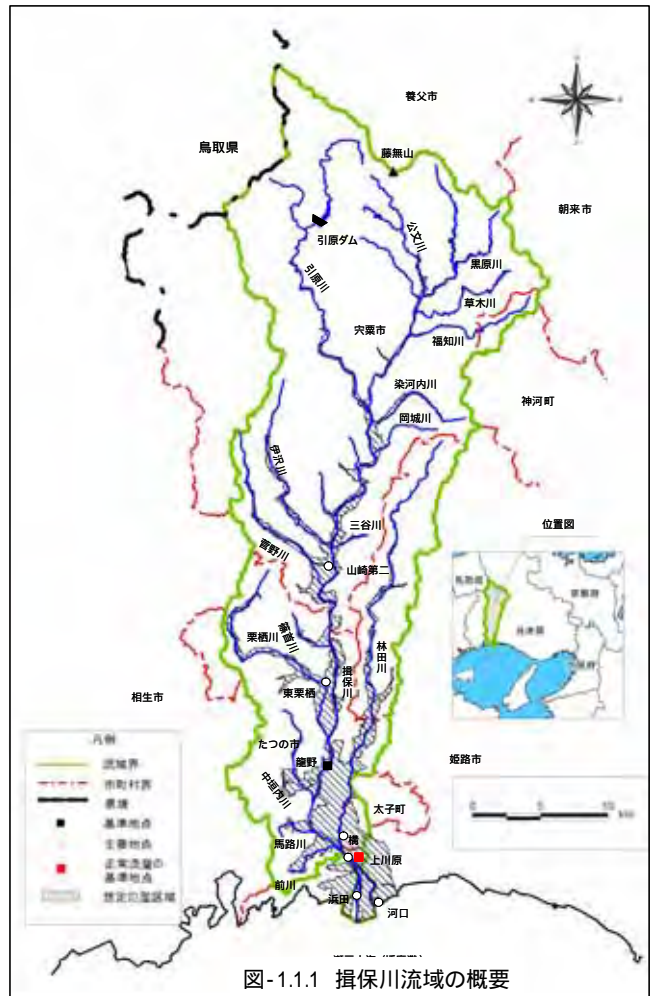 養父市
鳥取県
藤無山
朝来市
引原ダム
公文川
黒原川
引原川
草木川
宍粟市
福知川
染河内川
神河町
岡城川
伊沢川
三谷川
位置図
菅野川
山崎第二
栗栖川
篠首川
林田川
揖保川
東栗栖
相生市
凡例
流域界
市町村界
県境
基準地点
主要地点
正常流量の
基準地点
想定氾濫区域
たつの市
龍野
姫路市
中垣内川
太子町
0 5 10
馬路川
構
上川原
前川
浜田
河口
図-1.1.1 揖保川流域の概要